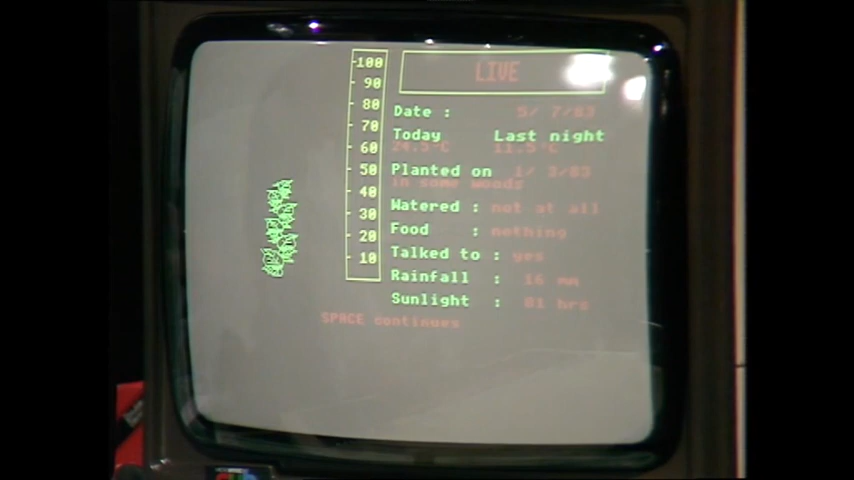 LIVE
100
90
80
70
60
50
40
30
20
10
Date : 5/ 7/83
Today Last night
24.5°C 11.5°C
Planted on 1/ 3/83
in some woods
Watered : not at all
Food : nothing
Talked to : yes
Rainfall : 16 mm
Sunlight : 01 hrs
SPACE continues